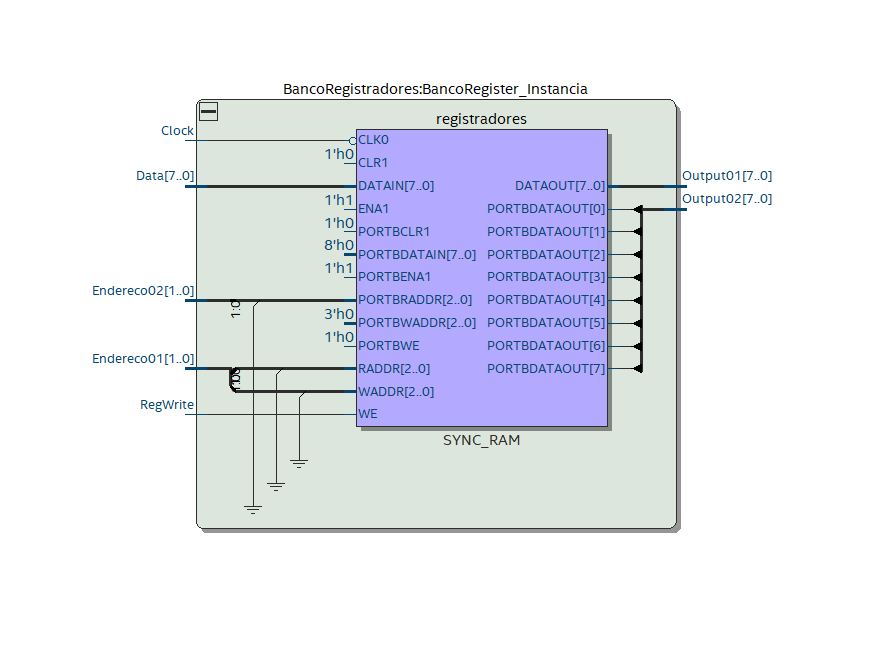 BancoRegistradores:BancoRegister_Instancia
registradores
Clock
CLK0
1'h0
CLR1
Data[7..0]
DATAIN[7..0]
DATAOUT[7..0]
Output01[7..0]
1'h1
ENA1
PORTBDATAOUT[0]
Output02[7..0]
1'h0
PORTBCLR1
PORTBDATAOUT[1]
8'h0
PORTBDATAIN[7..0]
PORTBDATAOUT[2]
1'h1
PORTBENA1
PORTBDATAOUT[3]
Endereco02[1..0]
1:0
PORTBRADDR[2..0]
PORTBDATAOUT[4]
3'h0
PORTBWADDR[2..0]
PORTBDATAOUT[5]
1'h0
PORTBWE
PORTBDATAOUT[6]
Endereco01[1..0]
RADDR[2..0]
PORTBDATAOUT[7]
WADDR[2..0]
RegWrite
WE
SYNC_RAM